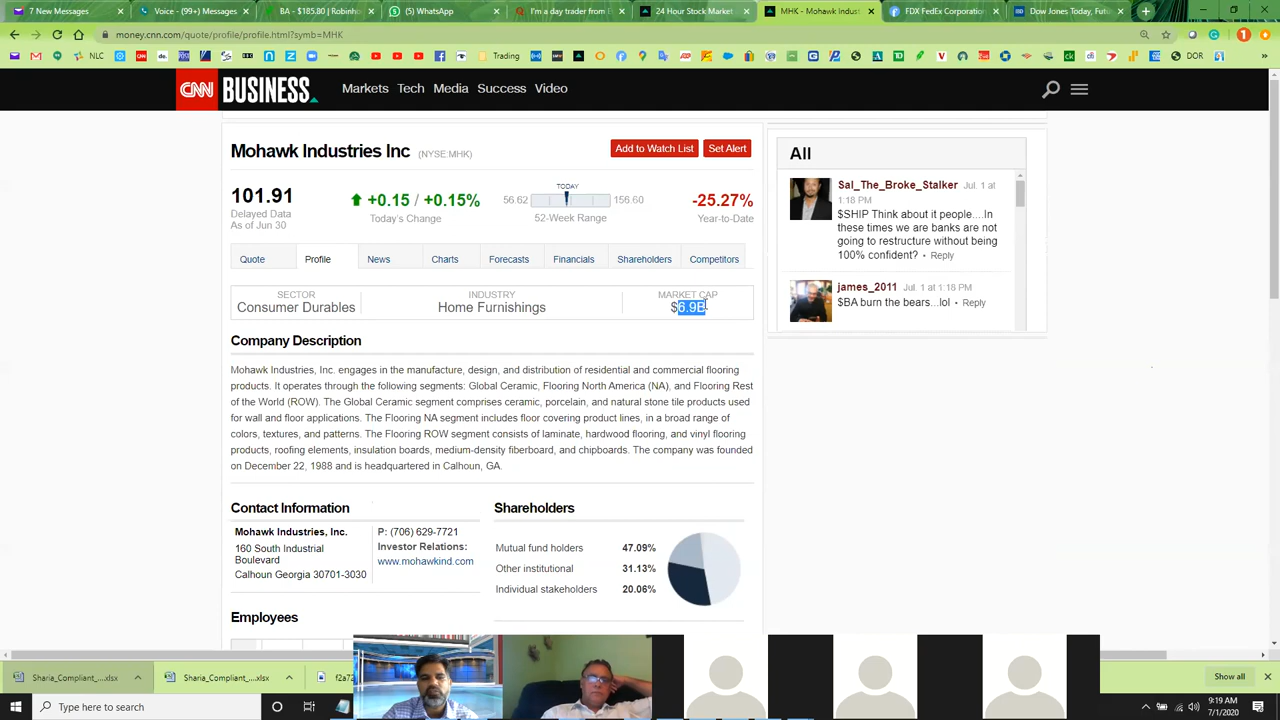 Voice - (99+) Messages
BA - $185.80 | Robinhood
(5) WhatsApp
I'm a day trader
24 Hour Stock Market
MHK - Mohawk Indus
FDX FedEx Corporation
Dow Jones Today, Fu
money.cnn.com/quote/profile/profile.html?symb=MHK
NLC
Trading
DOR
CNN BUSINESS
Markets Tech Media Success Video
Mohawk Industries Inc (NYSE:MHK)
Add to Watch List
Set Alert
101.91
Delayed Data
As of Jun 30
+0.15 / +0.15%
Today's Change
TODAY
56.62 156.60
52-Week Range
-25.27%
Year-to-Date
Quote Profile News Charts Forecasts Financials Shareholders Competitors
SECTOR
Consumer Durables
INDUSTRY
Home Furnishings
MARKET CAP
$6.9B
Company Description
Mohawk Industries, Inc. engages in the manufacture, design, and distribution of residential and commercial flooring
products. It operates through the following segments: Global Ceramic, Flooring North America (NA), and Flooring Rest
of the World (ROW). The Global Ceramic segment comprises ceramic, porcelain, and natural stone tile products used
for wall and floor applications. The Flooring NA segment includes floor covering product lines, in a broad range of
colors, textures, and patterns. The Flooring ROW segment consists of laminate, hardwood flooring, and vinyl flooring
products, roofing elements, insulation boards, medium-density fiberboard, and chipboards. The company was founded
on December 22, 1988 and is headquartered in Calhoun, GA.
Contact Information
Mohawk Industries, Inc.
160 South Industrial
Boulevard
Calhoun Georgia 30701-3030
P: (706) 629-7721
Investor Relations:
www.mohawkind.com
Shareholders
Mutual fund holders 47.09%
Other institutional 31.13%
Individual stakeholders 20.06%
Employees
All
$al_The_Broke_$talker Jul. 1 at
1:18 PM
$SHIP Think about it people....In
these times we are banks are not
going to restructure without being
100% confident? • Reply
james_2011 Jul. 1 at 1:18 PM
$BA burn the bears...lol • Reply
Sharia_Compliant_....xlsx
Sharia_Compliant_....xlsx
Show all
Type here to search
9:19 AM
7/1/2020